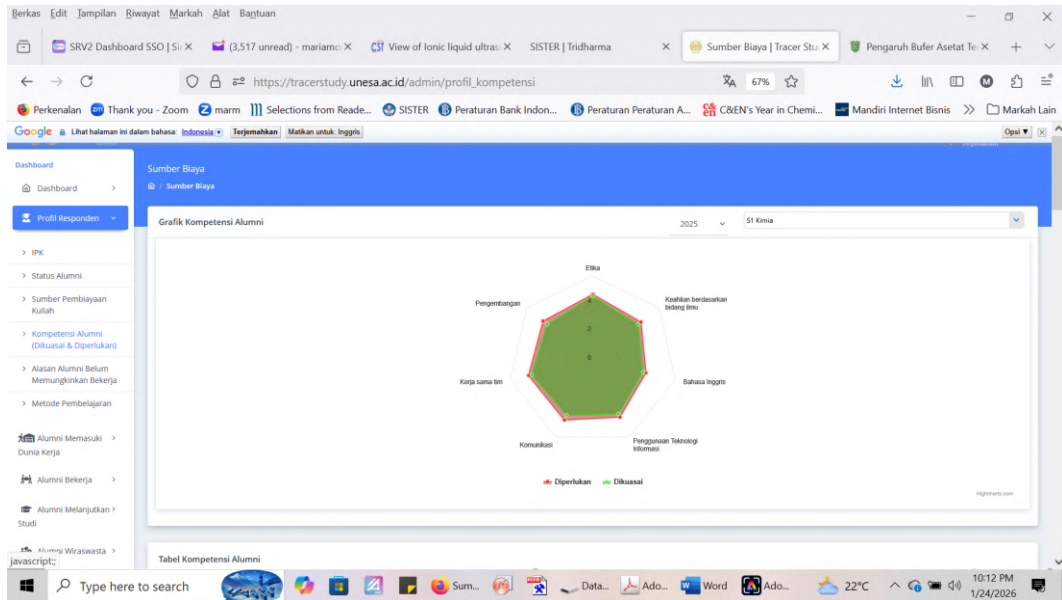 Berkas Edit Tampilan Riwayat Markah Alat Bantuan
SRV2 Dashboard SSO | Si
(3,517 unread) - mariamo
View of Ionic liquid ultras
SISTER | Tridharma
Sumber Biaya | Tracer Stu
Pengaruh Bufer Asetat Ter
https://tracerstudy.unesa.ac.id/admin/profil_kompetensi
67%
Perkenalan
Thank you - Zoom
marm
Selections from Reade...
SISTER
Peraturan Bank Indon...
Peraturan Peraturan A...
C&EN's Year in Chemi...
Mandiri Internet Bisnis
Markah Lain
Google Lihat halaman ini dalam bahasa: Indonesia Terjemahkan Matikan untuk: Inggris
Opsi ▼
Dashboard
Dashboard
Profil Responden
IPK
Status Alumni
Sumber Pembiayaan
Kuliah
Kompetensi Alumni
(Dikuasai & Diperlukan)
Alasan Alumni Belum
Memungkinkan Bekerja
Metode Pembelajaran
Alumni Memasuki
Dunia Kerja
Alumni Bekerja
Alumni Melanjutkan
Studi
Alumni Wiraswasta
javascript:;
Sumber Biaya
/ Sumber Biaya
Grafik Kompetensi Alumni
2025
S1 Kimia
Etika
Pengembangan
Keahlian berdasarkan
bidang ilmu
4
2
0
Kerja sama tim
Bahasa Inggris
Komunikasi
Penggunaan Teknologi
Informasi
Diperlukan Dikuasai
Highcharts.com
Tabel Kompetensi Alumni
Type here to search
Sum...
Data...
Ado...
Word
Ado...
22°C
10:12 PM
1/24/2026